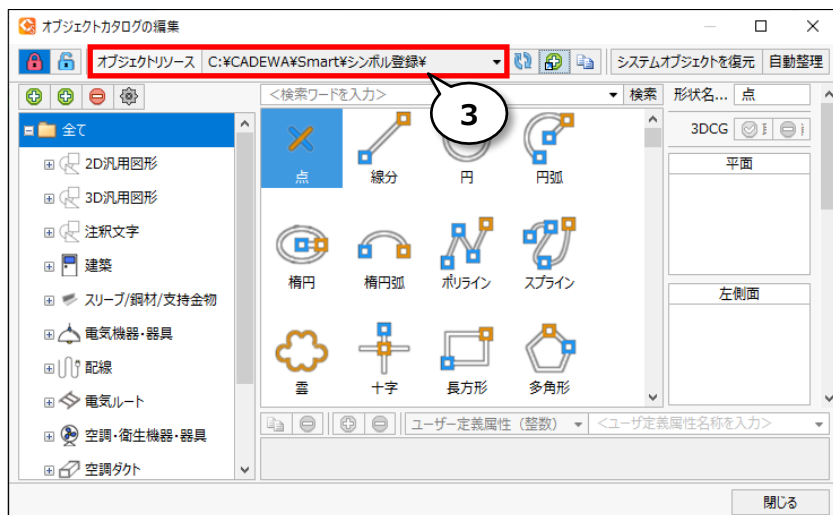 オブジェクトカタログの編集
オブジェクトリソース C:¥CADEWA¥Smart¥シンボル登録¥
システムオブジェクトを復元 自動整理
<検索ワードを入力> 検索 形状名... 点
3
全て
3DCG
2D汎用図形
点 線分 円 円弧
平面
3D汎用図形
注釈文字
建築
楕円 楕円弧 ポリライン スプライン
左側面
スリーブ/鋼材/支持金物
電気機器・器具
配線
雲 十字 長方形 多角形
電気ルート
ユーザー定義属性（整数） <ユーザ定義属性名称を入力>
空調・衛生機器・器具
空調ダクト
閉じる